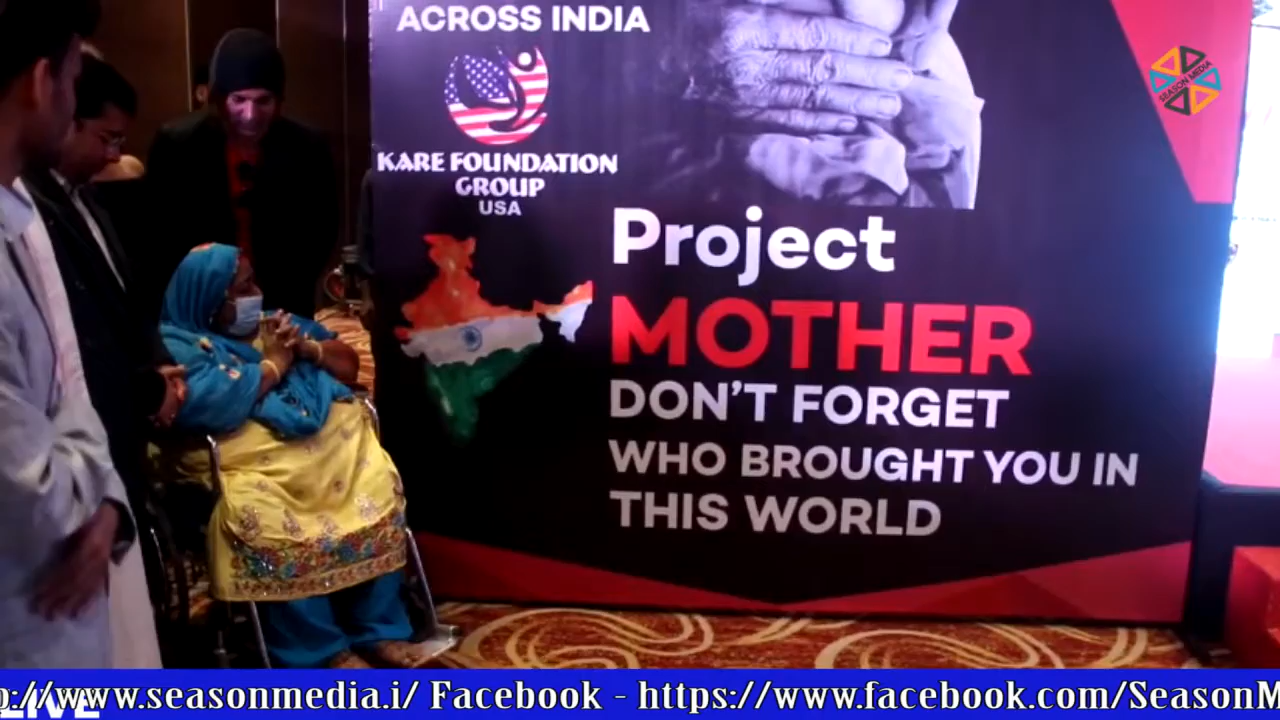 ACROSS INDIA
KARE FOUNDATION
GROUP
USA
SEASON MEDIA
Project
MOTHER
DON'T FORGET
WHO BROUGHT YOU IN
THIS WORLD
://www.seasonmedia.i/ Facebook - https://www.facebook.com/SeasonM
LIVE